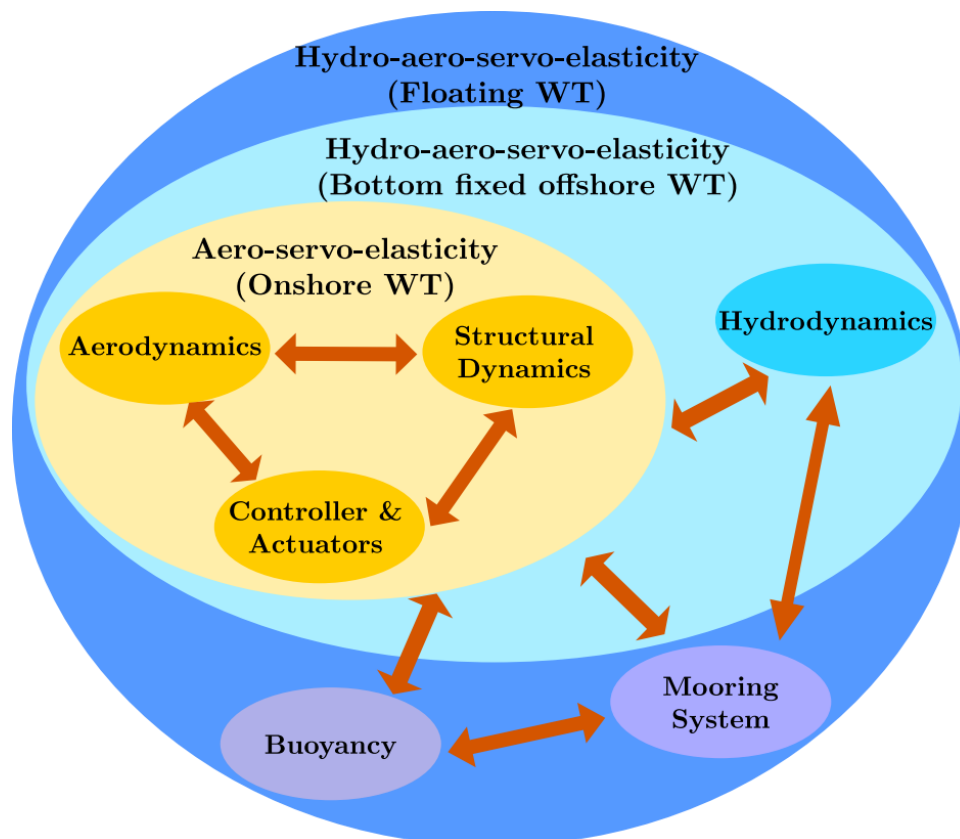 Hydro-aero-servo-elasticity
(Floating WT)
Hydro-aero-servo-elasticity
(Bottom fixed offshore WT)
Aero-servo-elasticity
(Onshore WT)
Aerodynamics
Structural
Dynamics
Hydrodynamics
Controller &
Actuators
Mooring
System
Buoyancy